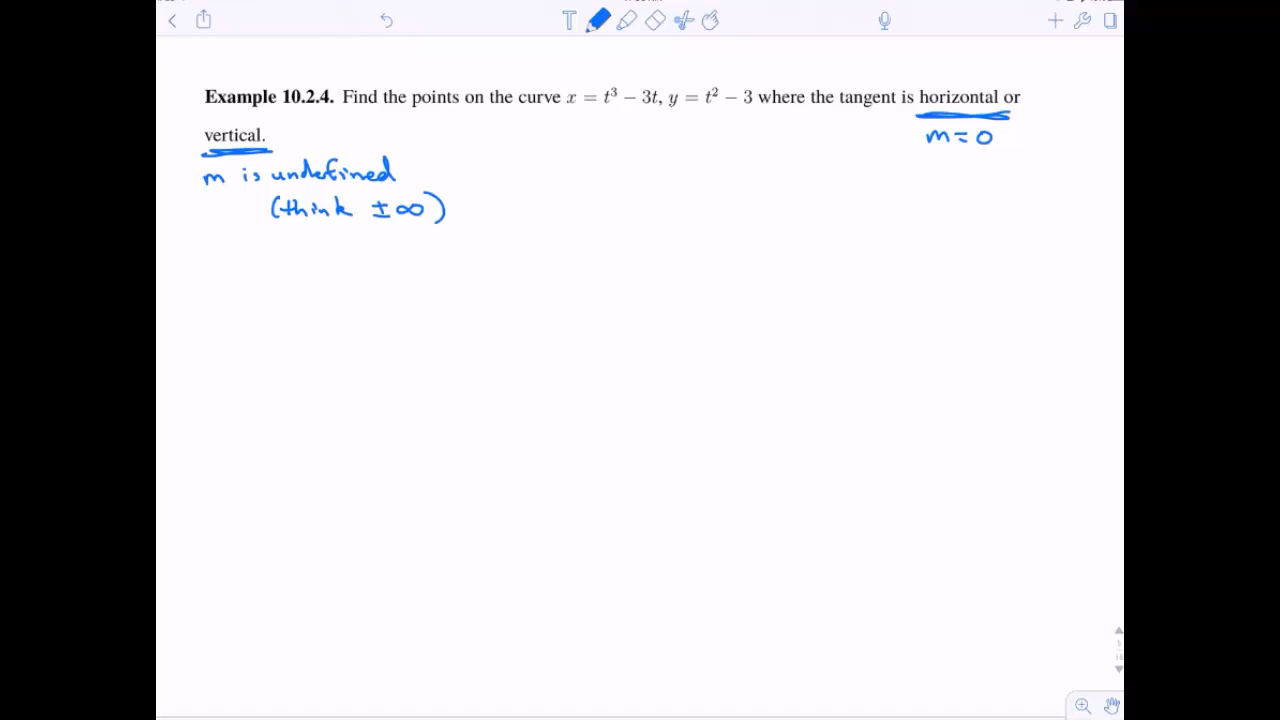 Example 10.2.4. Find the points on the curve x = t³ − 3t, y = t² − 3 where the tangent is horizontal or
vertical.
m = 0
m is undefined
(think ± ∞)